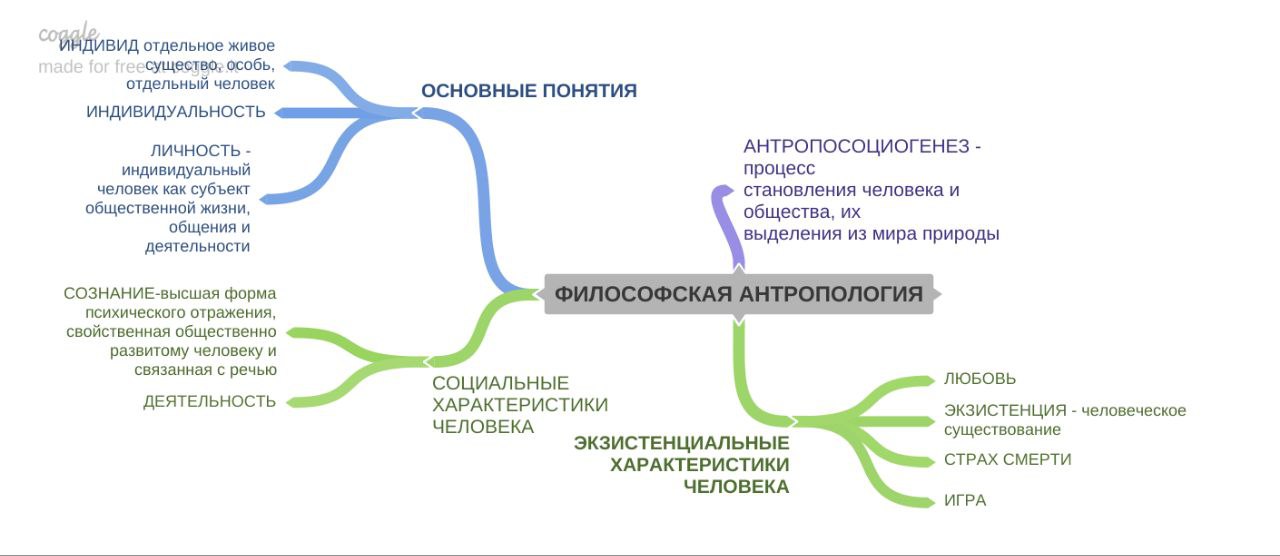 coggle
made for free at coggle.it
ИНДИВИД отдельное живое
существо, особь,
отдельный человек
ИНДИВИДУАЛЬНОСТЬ
ЛИЧНОСТЬ -
индивидуальный
человек как субъект
общественной жизни,
общения и
деятельности
ОСНОВНЫЕ ПОНЯТИЯ
АНТРОПОСОЦИОГЕНЕЗ -
процесс
становления человека и
общества, их
выделения из мира природы
ФИЛОСОФСКАЯ АНТРОПОЛОГИЯ
СОЗНАНИЕ-высшая форма
психического отражения,
свойственная общественно
развитому человеку и
связанная с речью
ДЕЯТЕЛЬНОСТЬ
СОЦИАЛЬНЫЕ
ХАРАКТЕРИСТИКИ
ЧЕЛОВЕКА
ЭКЗИСТЕНЦИАЛЬНЫЕ
ХАРАКТЕРИСТИКИ
ЧЕЛОВЕКА
ЛЮБОВЬ
ЭКЗИСТЕНЦИЯ - человеческое
существование
СТРАХ СМЕРТИ
ИГРА